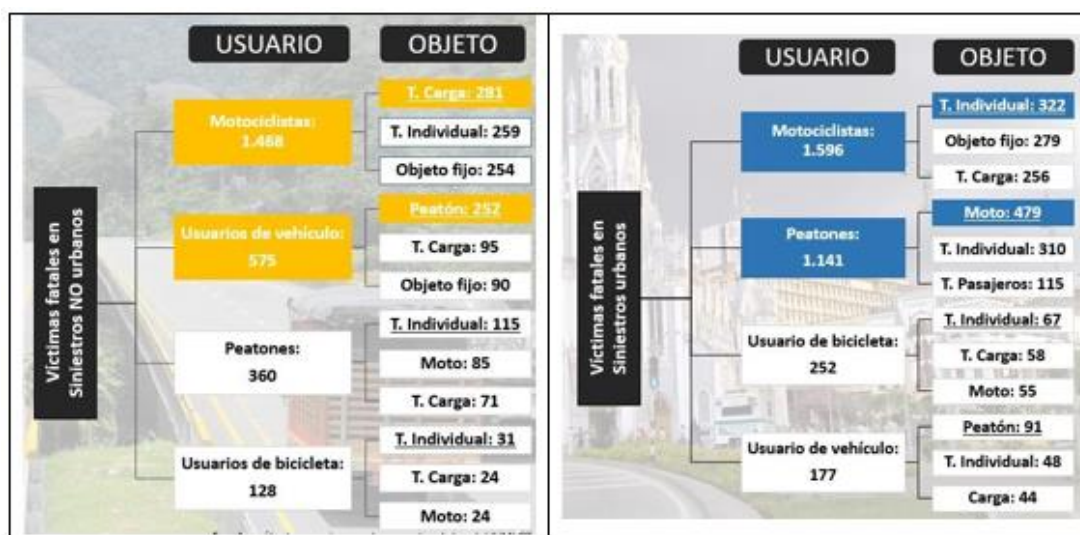 USUARIO
OBJETO
Víctimas fatales en
Siniestros NO urbanos
Motociclistas:
1.468
T. Carga: 281
T. Individual: 259
Objeto fijo: 254
Usuarios de vehículo:
575
Peatón: 252
T. Carga: 95
Objeto fijo: 90
Peatones:
360
T. Individual: 115
Moto: 85
T. Carga: 71
Usuarios de bicicleta:
128
T. Individual: 31
T. Carga: 24
Moto: 24
USUARIO
OBJETO
Víctimas fatales en
Siniestros urbanos
Motociclistas:
1.596
T. Individual: 322
Objeto fijo: 279
T. Carga: 256
Peatones:
1.141
Moto: 479
T. Individual: 310
T. Pasajeros: 115
Usuario de bicicleta:
252
T. Individual: 67
T. Carga: 58
Moto: 55
Usuario de vehículo:
177
Peatón: 91
T. Individual: 48
Carga: 44